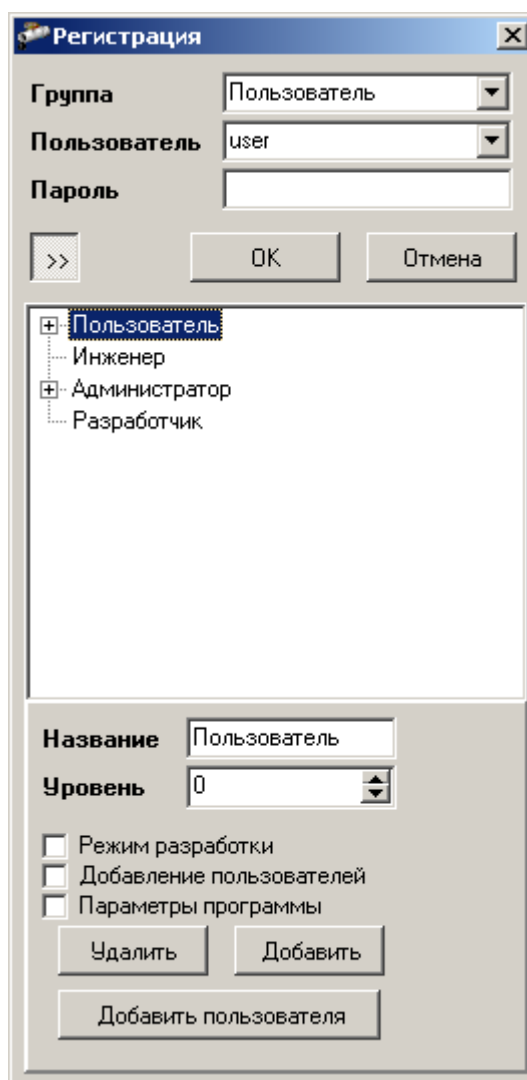 Регистрация
Группа Пользователь
Пользователь user
Пароль
>> OK Отмена
Пользователь
Инженер
Администратор
Разработчик
Название Пользователь
Уровень 0
Режим разработки
Добавление пользователей
Параметры программы
Удалить Добавить
Добавить пользователя